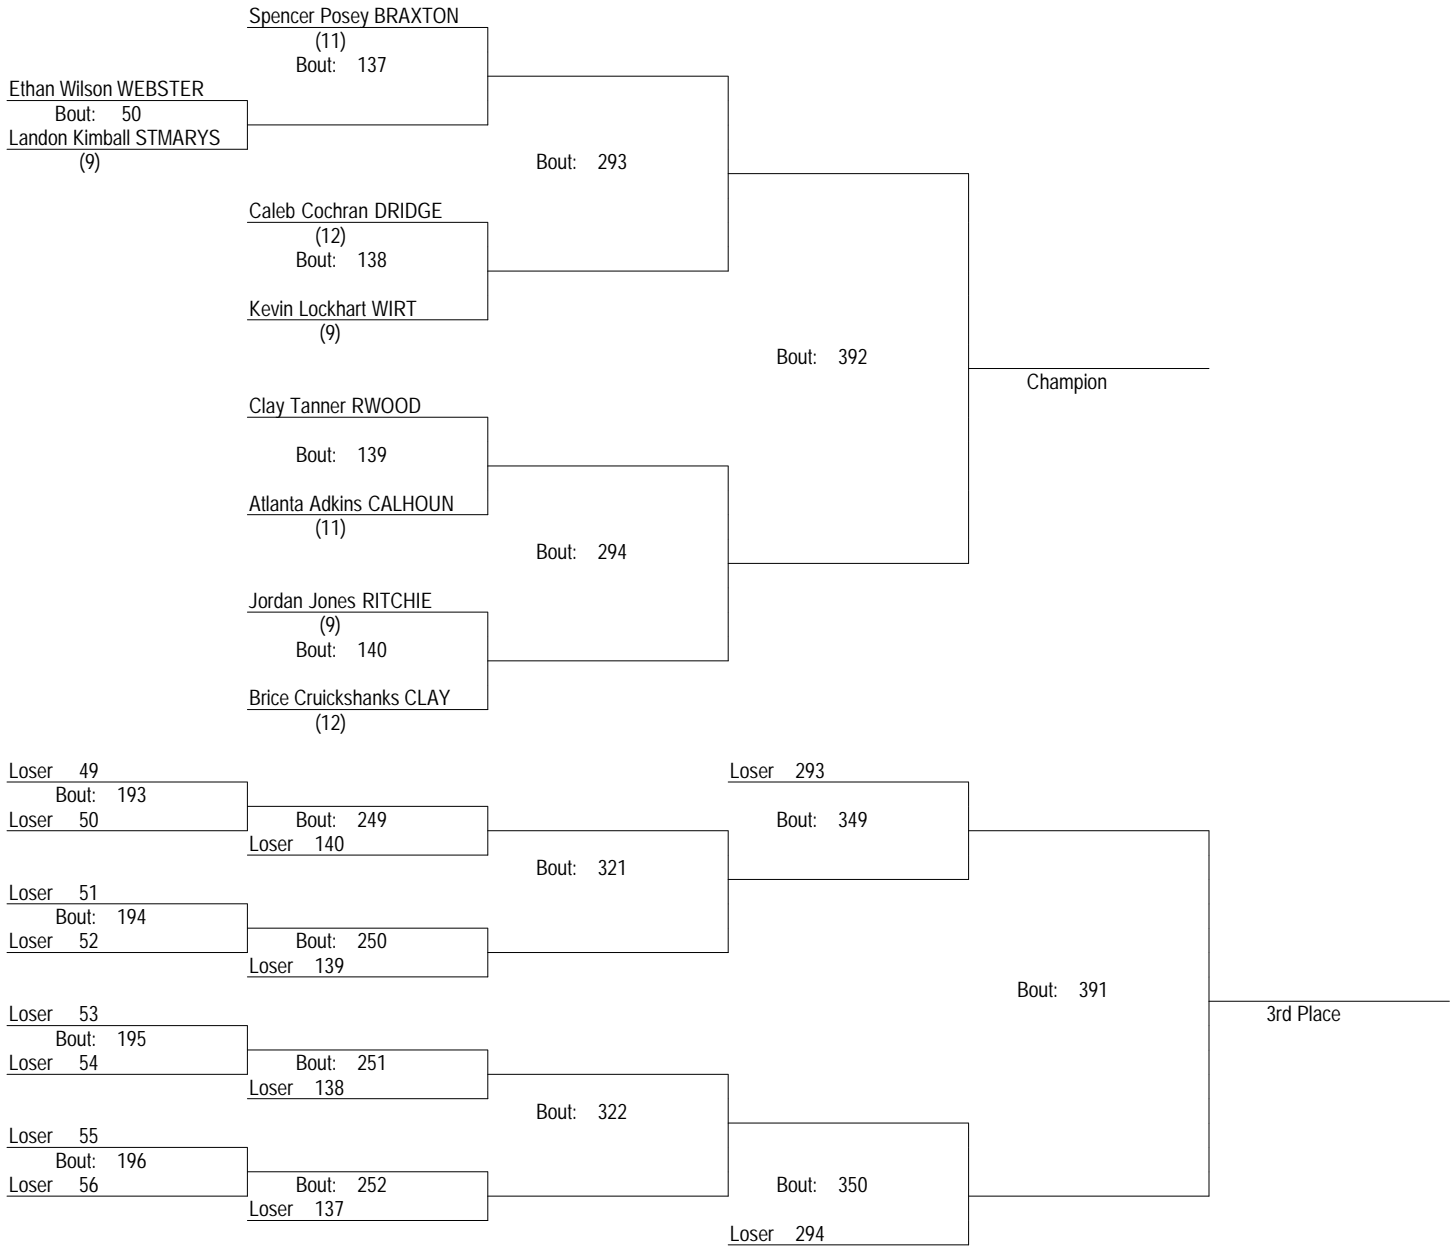 Spencer Posey BRAXTON
(11)
Bout: 137
Ethan Wilson WEBSTER
Bout: 50
Landon Kimball STMARYS
(9)
Bout: 293
Caleb Cochran DRIDGE
(12)
Bout: 138
Kevin Lockhart WIRT
(9)
Bout: 392
Champion
Clay Tanner RWOOD
Bout: 139
Atlanta Adkins CALHOUN
(11)
Bout: 294
Jordan Jones RITCHIE
(9)
Bout: 140
Brice Cruickshanks CLAY
(12)
Loser 49
Bout: 193
Loser 50
Bout: 249
Loser 140
Bout: 321
Loser 293
Bout: 349
Loser 51
Bout: 194
Loser 52
Bout: 250
Loser 139
Bout: 391
3rd Place
Loser 53
Bout: 195
Loser 54
Bout: 251
Loser 138
Bout: 322
Loser 55
Bout: 196
Loser 56
Bout: 252
Loser 137
Bout: 350
Loser 294